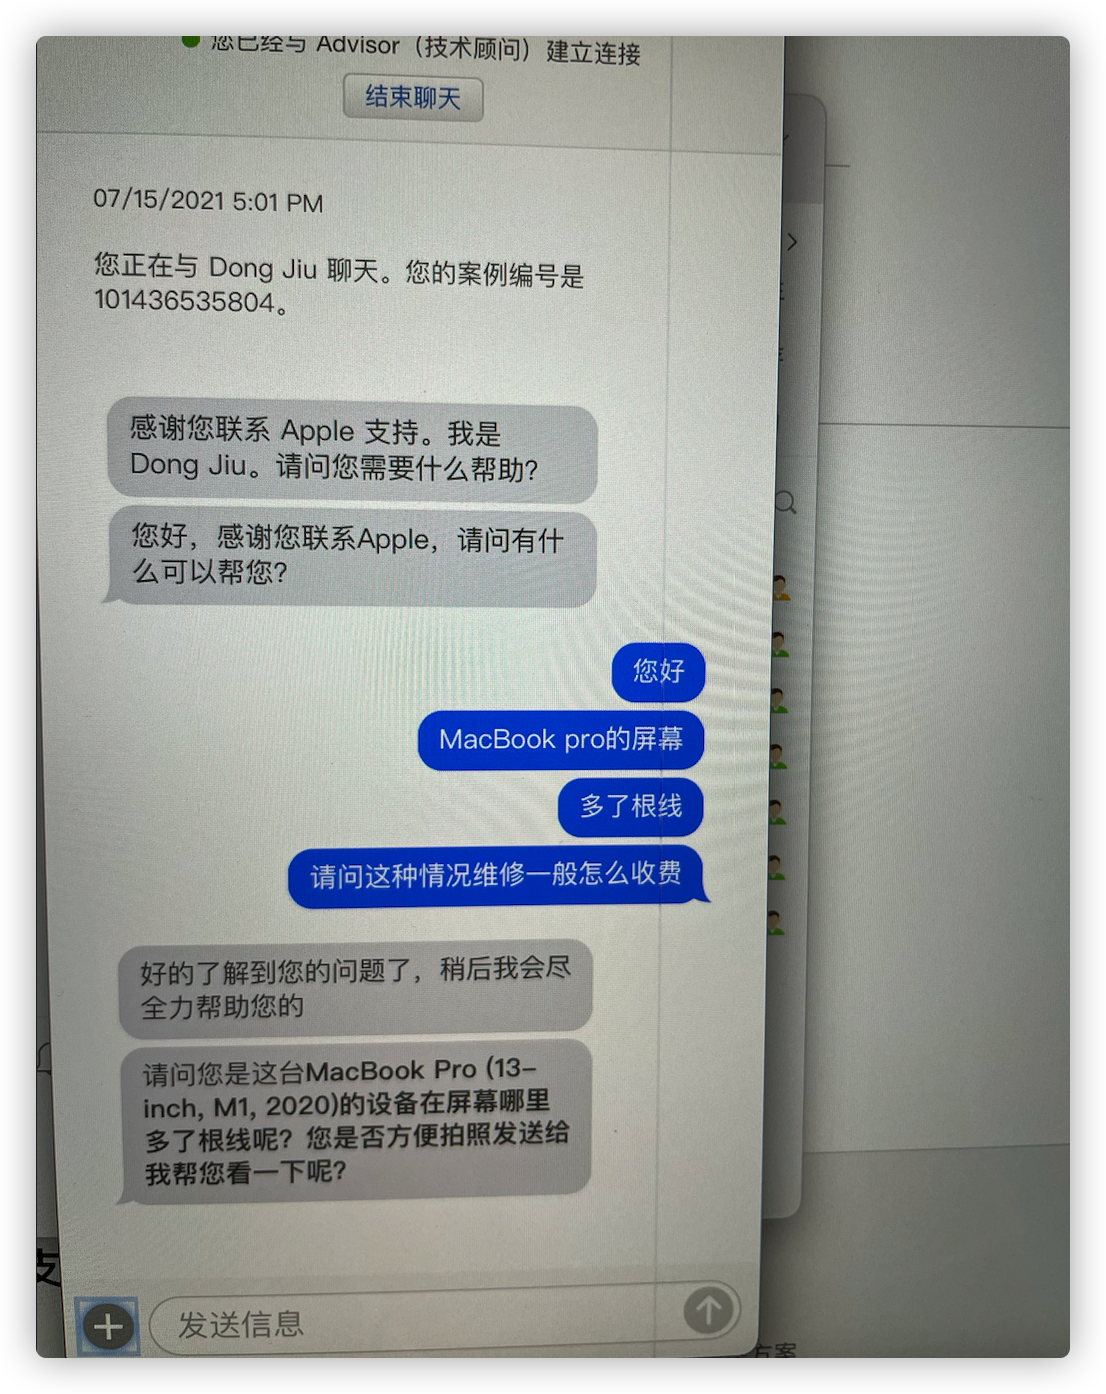 您已经与 Advisor（技术顾问）建立连接
结束聊天
07/15/2021 5:01 PM
您正在与 Dong Jiu 聊天。您的案例编号是
101436535804。
感谢您联系 Apple 支持。我是
Dong Jiu。请问您需要什么帮助?
您好，感谢您联系Apple，请问有什
么可以帮您?
您好
MacBook pro的屏幕
多了根线
请问这种情况维修一般怎么收费
好的了解到您的问题了，稍后我会尽
全力帮助您的
请问您是这台MacBook Pro (13-
inch, M1, 2020)的设备在屏幕哪里
多了根线呢？您是否方便拍照发送给
我帮您看一下呢?
支
发送信息
方案